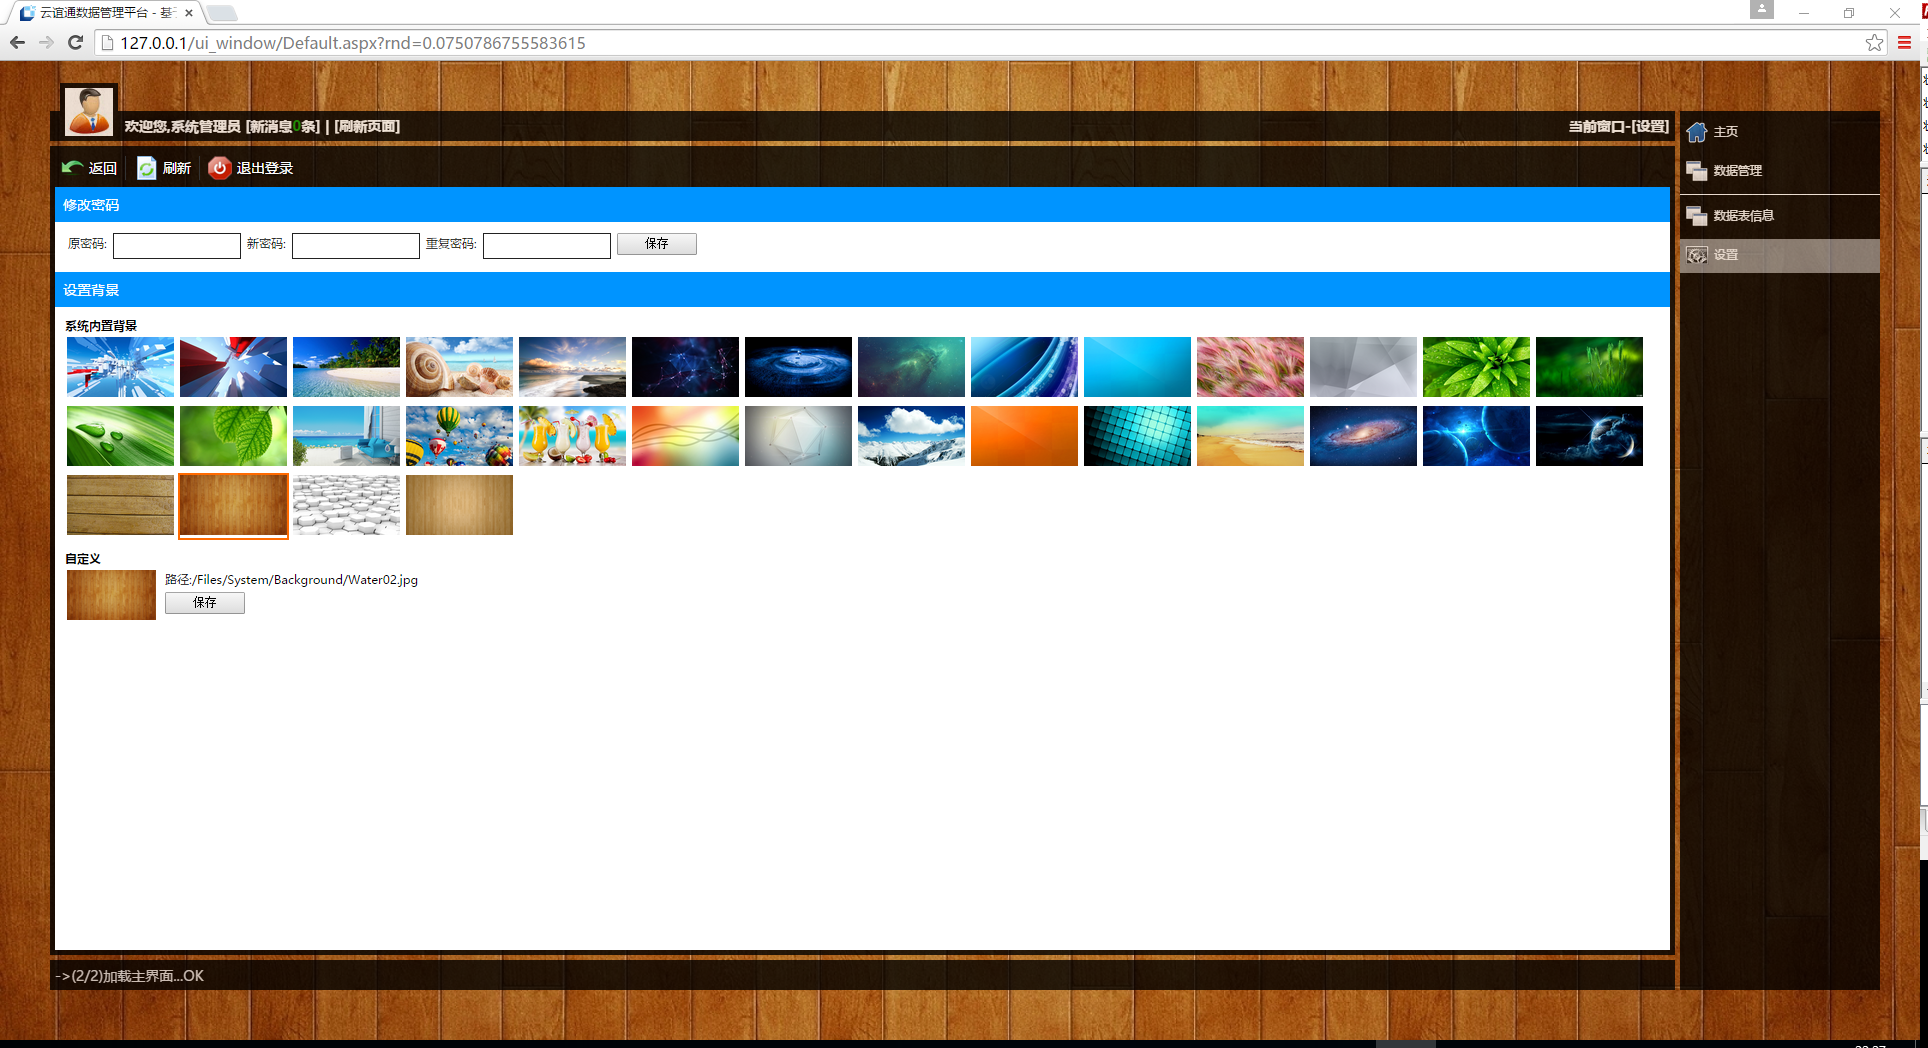 云谊通数据管理平台 - 基
127.0.0.1/ui_window/Default.aspx?rnd=0.0750786755583615
欢迎您,系统管理员 [新消息0条] | [刷新页面]
当前窗口-[设置]
返回
刷新
退出登录
修改密码
原密码:
新密码:
重复密码:
保存
设置背景
系统内置背景
自定义
路径:/Files/System/Background/Water02.jpg
保存
->(2/2)加载主界面...OK
主页
数据管理
数据表信息
设置